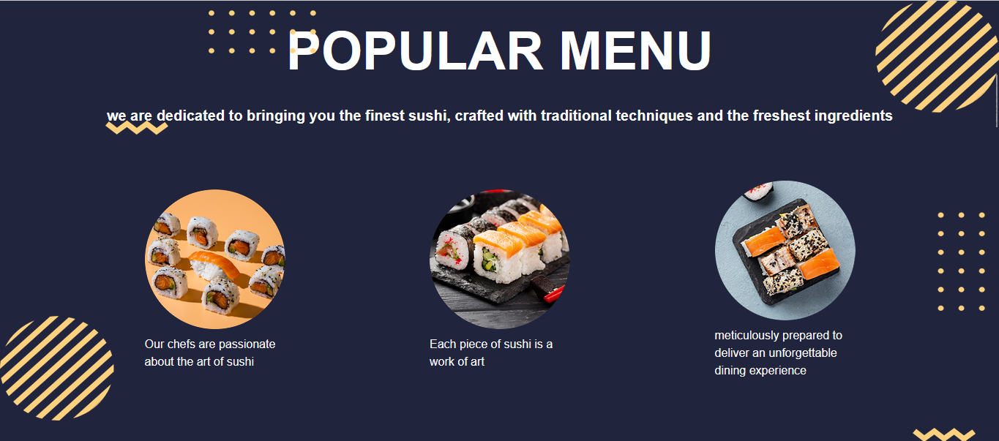 POPULAR MENU
we are dedicated to bringing you the finest sushi, crafted with traditional techniques and the freshest ingredients
Our chefs are passionate
about the art of sushi
Each piece of sushi is a
work of art
meticulously prepared to
deliver an unforgettable
dining experience